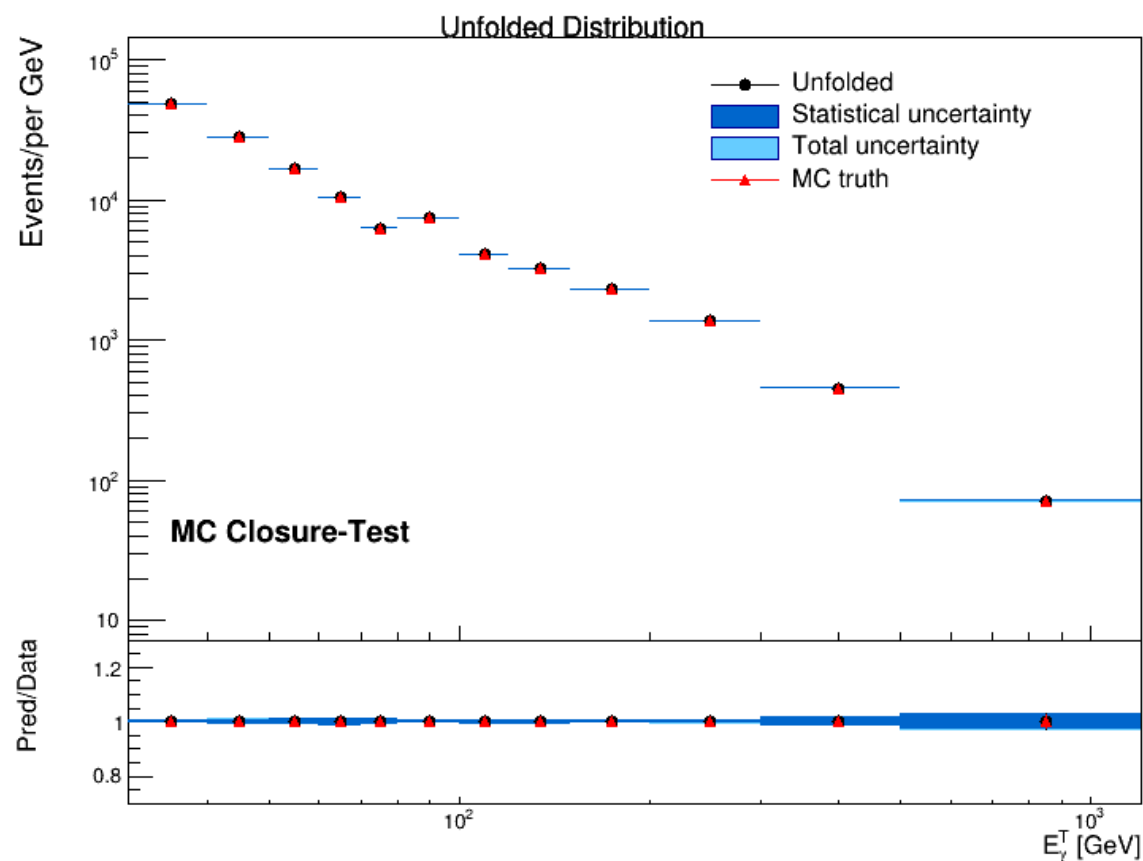 Unfolded Distribution
Events/per GeV
10^5
10^4
10^3
10^2
10
Unfolded
Statistical uncertainty
Total uncertainty
MC truth
MC Closure-Test
Pred/Data
1.2
1
0.8
10^2
10^3
E_γ^T [GeV]